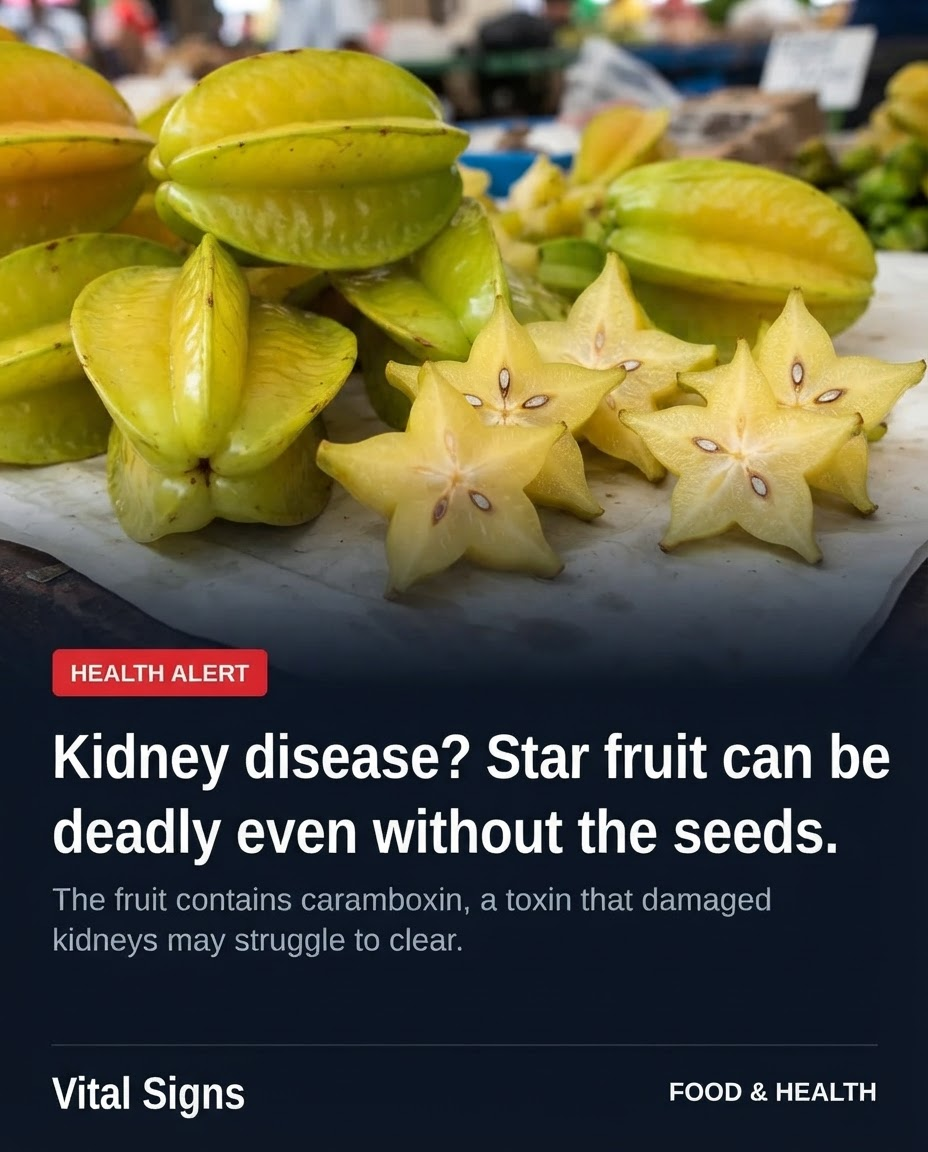 HEALTH ALERT
Kidney disease? Star fruit can be
deadly even without the seeds.
The fruit contains caramboxin, a toxin that damaged
kidneys may struggle to clear.
Vital Signs
FOOD & HEALTH